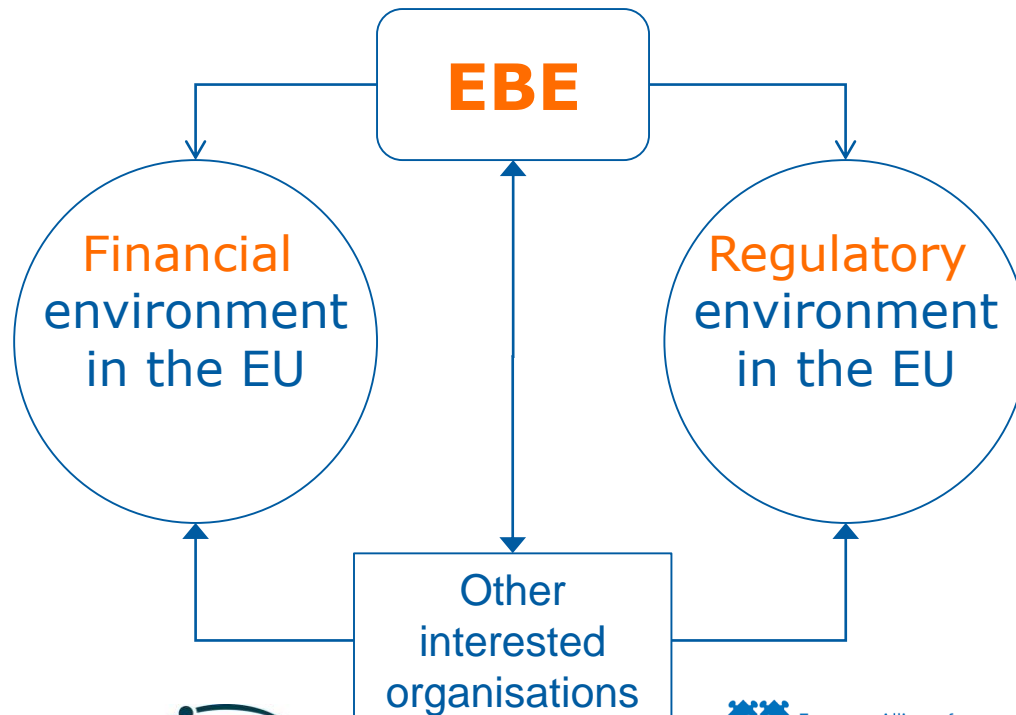 EBE
Financial
environment
in the EU
Regulatory
environment
in the EU
Other
interested
organisations